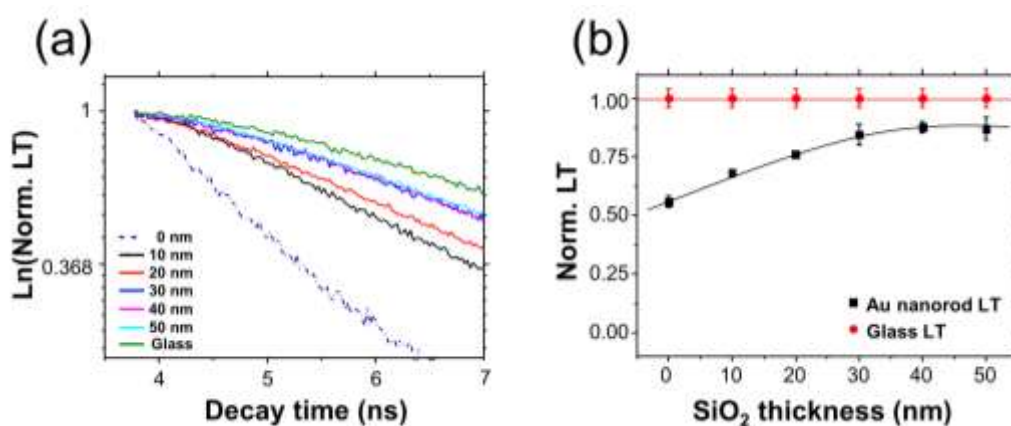 (a)
Ln(Norm. LT)
1
0.368
0 nm
10 nm
20 nm
30 nm
40 nm
50 nm
Glass
4 5 6 7
Decay time (ns)
(b)
Norm. LT
1.00
0.75
0.50
0.25
0.00
Au nanorod LT
Glass LT
0 10 20 30 40 50
SiO₂ thickness (nm)